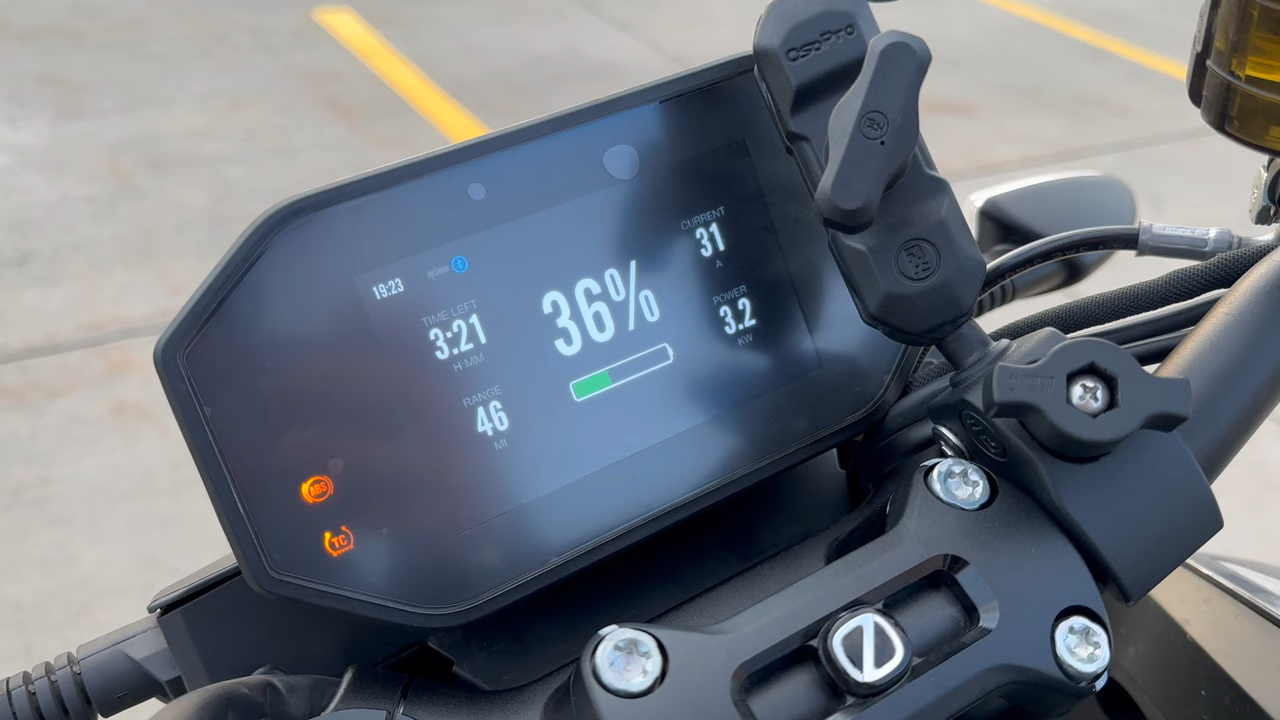 19:23
TIME LEFT
3:21
H:MM
RANGE
46
MI
36%
CURRENT
31
A
POWER
3.2
KW
ABS
TC